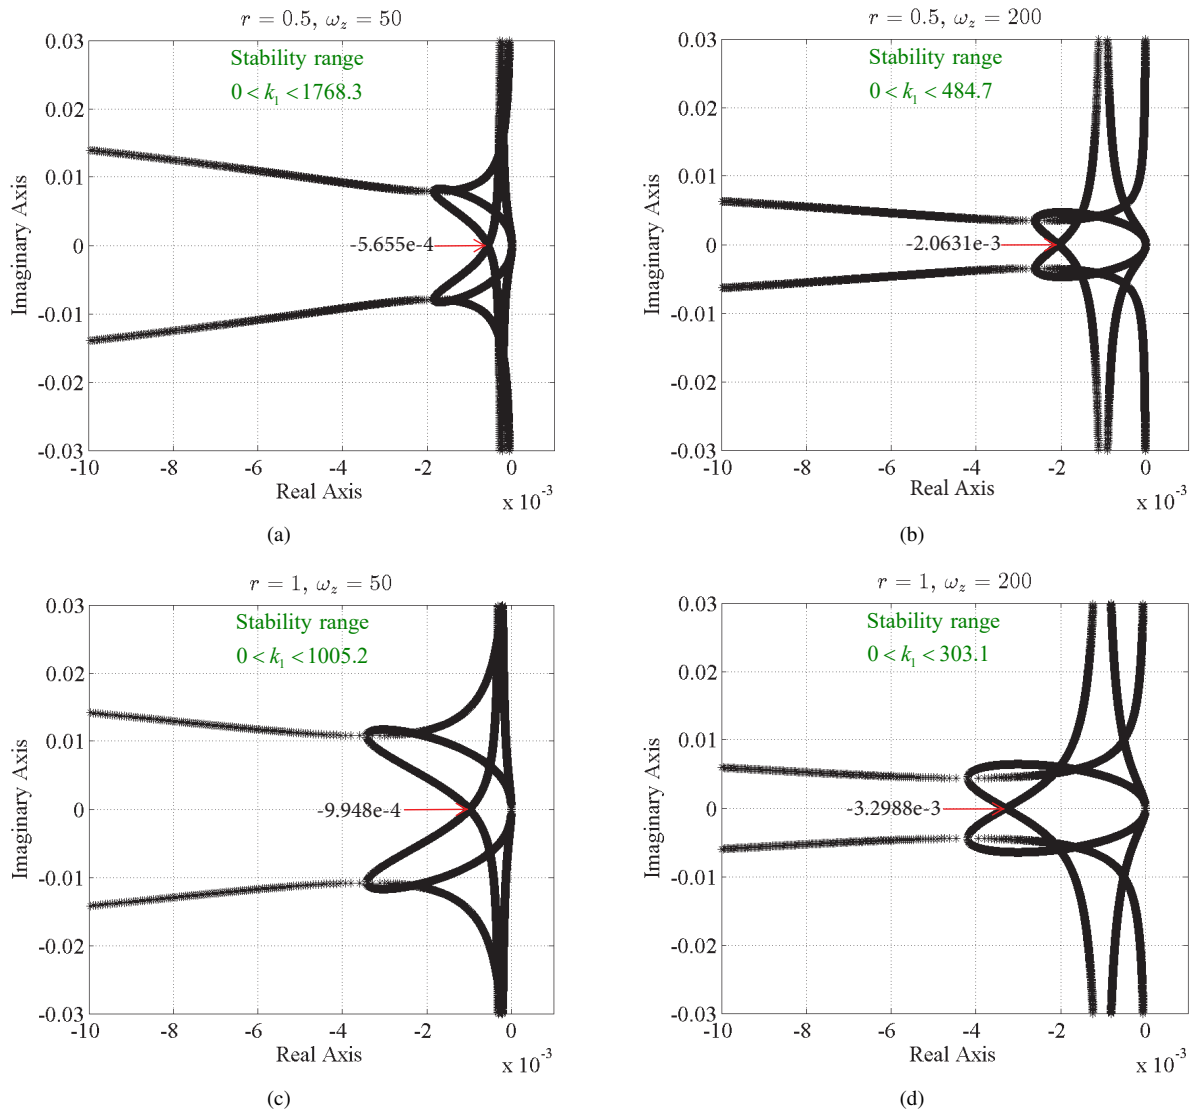 r = 0.5, ω_z = 50
Stability range
0 < k_1 < 1768.3
0.03
0.02
0.01
0
-0.01
-0.02
-0.03
Imaginary Axis
-5.655e-4
-10
-8
-6
-4
-2
0
Real Axis
x 10^-3
(a)
r = 0.5, ω_z = 200
Stability range
0 < k_1 < 484.7
0.03
0.02
0.01
0
-0.01
-0.02
-0.03
Imaginary Axis
-2.0631e-3
-10
-8
-6
-4
-2
0
Real Axis
x 10^-3
(b)
r = 1, ω_z = 50
Stability range
0 < k_1 < 1005.2
0.03
0.02
0.01
0
-0.01
-0.02
-0.03
Imaginary Axis
-9.948e-4
-10
-8
-6
-4
-2
0
Real Axis
x 10^-3
(c)
r = 1, ω_z = 200
Stability range
0 < k_1 < 303.1
0.03
0.02
0.01
0
-0.01
-0.02
-0.03
Imaginary Axis
-3.2988e-3
-10
-8
-6
-4
-2
0
Real Axis
x 10^-3
(d)